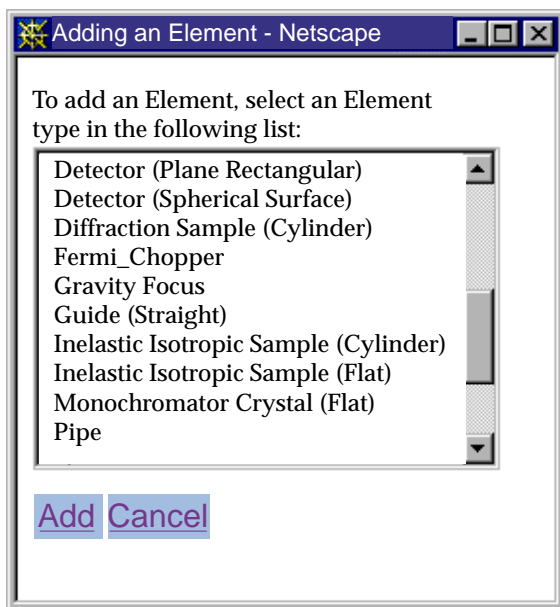 Adding an Element - Netscape
To add an Element, select an Element
type in the following list:
Detector (Plane Rectangular)
Detector (Spherical Surface)
Diffraction Sample (Cylinder)
Fermi_Chopper
Gravity Focus
Guide (Straight)
Inelastic Isotropic Sample (Cylinder)
Inelastic Isotropic Sample (Flat)
Monochromator Crystal (Flat)
Pipe
Add Cancel